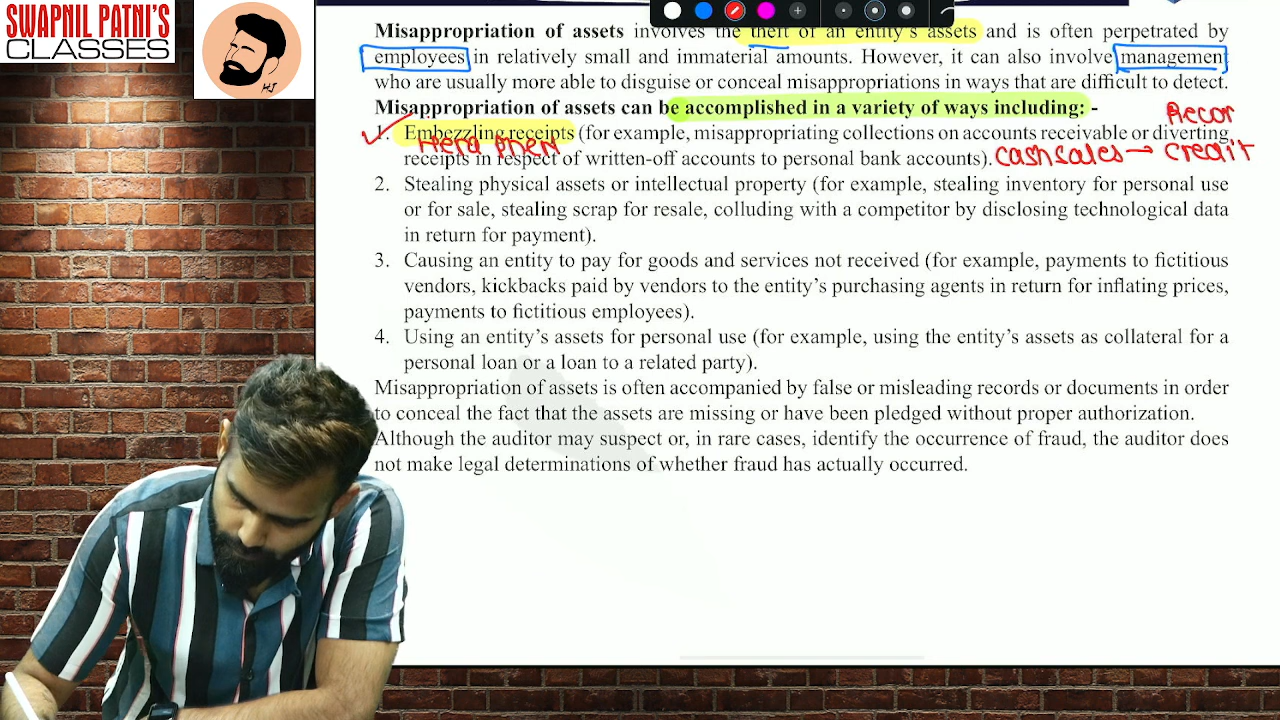 SWAPNIL PATNI'S
CLASSES
HJ
Misappropriation of assets involves the theft of an entity's assets and is often perpetrated by
employees in relatively small and immaterial amounts. However, it can also involve management
who are usually more able to disguise or conceal misappropriations in ways that are difficult to detect.
Misappropriation of assets can be accomplished in a variety of ways including: -
Recor
1. Embezzling receipts (for example, misappropriating collections on accounts receivable or diverting
Hera pheri
receipts in respect of written-off accounts to personal bank accounts). cash sales → credit
2. Stealing physical assets or intellectual property (for example, stealing inventory for personal use
or for sale, stealing scrap for resale, colluding with a competitor by disclosing technological data
in return for payment).
3. Causing an entity to pay for goods and services not received (for example, payments to fictitious
vendors, kickbacks paid by vendors to the entity's purchasing agents in return for inflating prices,
payments to fictitious employees).
4. Using an entity's assets for personal use (for example, using the entity's assets as collateral for a
personal loan or a loan to a related party).
Misappropriation of assets is often accompanied by false or misleading records or documents in order
to conceal the fact that the assets are missing or have been pledged without proper authorization.
Although the auditor may suspect or, in rare cases, identify the occurrence of fraud, the auditor does
not make legal determinations of whether fraud has actually occurred.